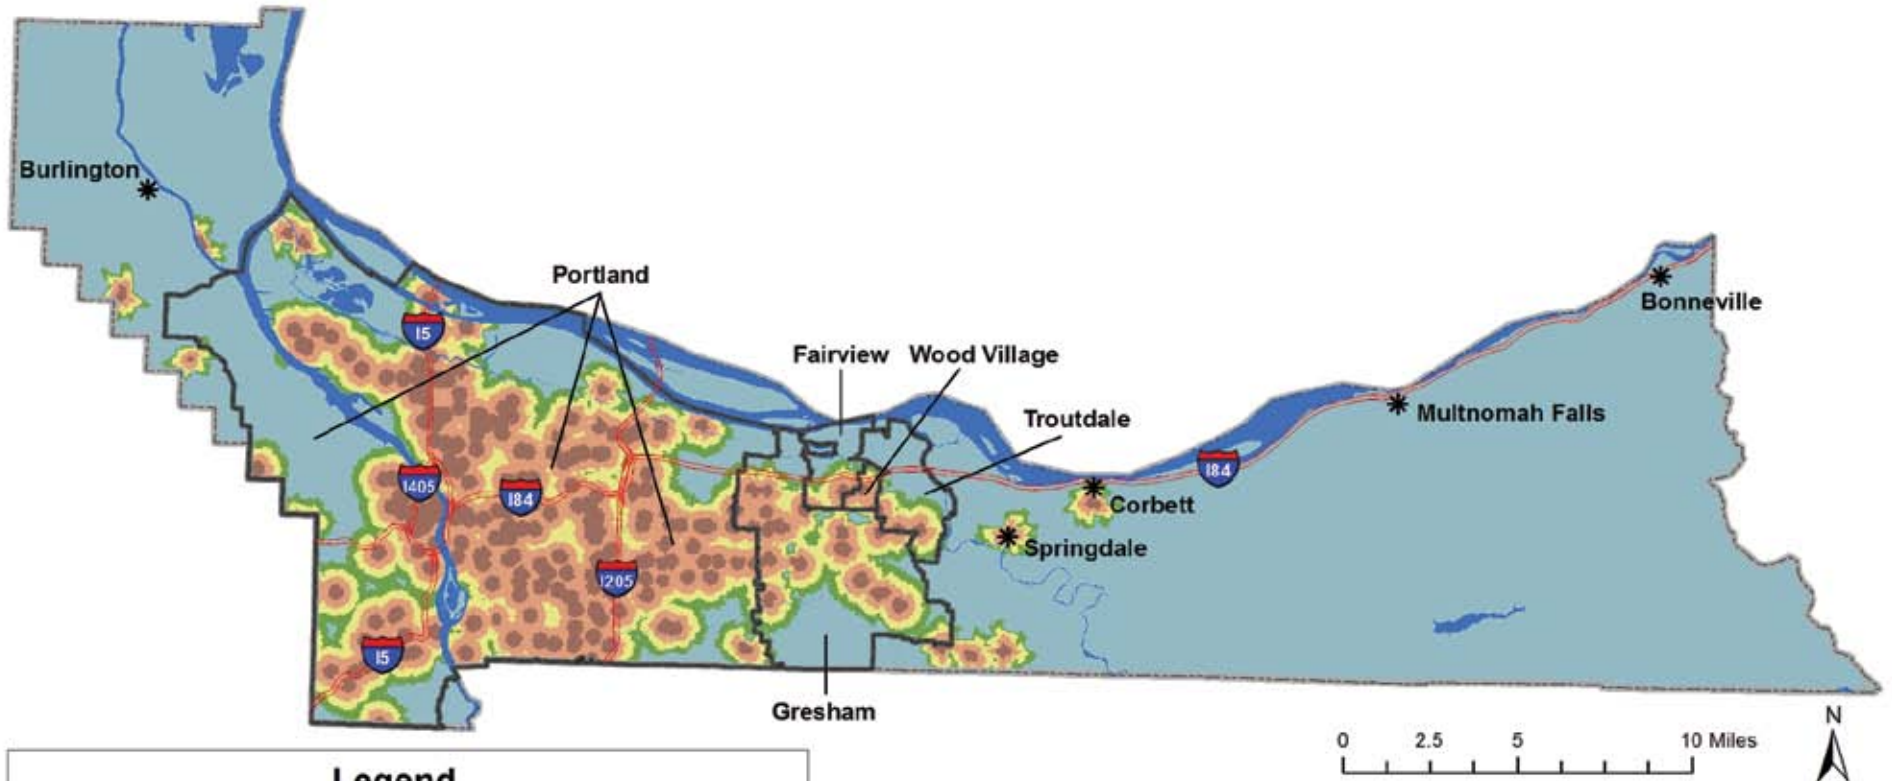 Burlington
Portland
Bonneville
Fairview Wood Village
Troutdale
Multnomah Falls
I5
I405
I84
I84
Corbett
Springdale
I205
I5
Gresham
N
0 2.5 5 10 Miles
Legend